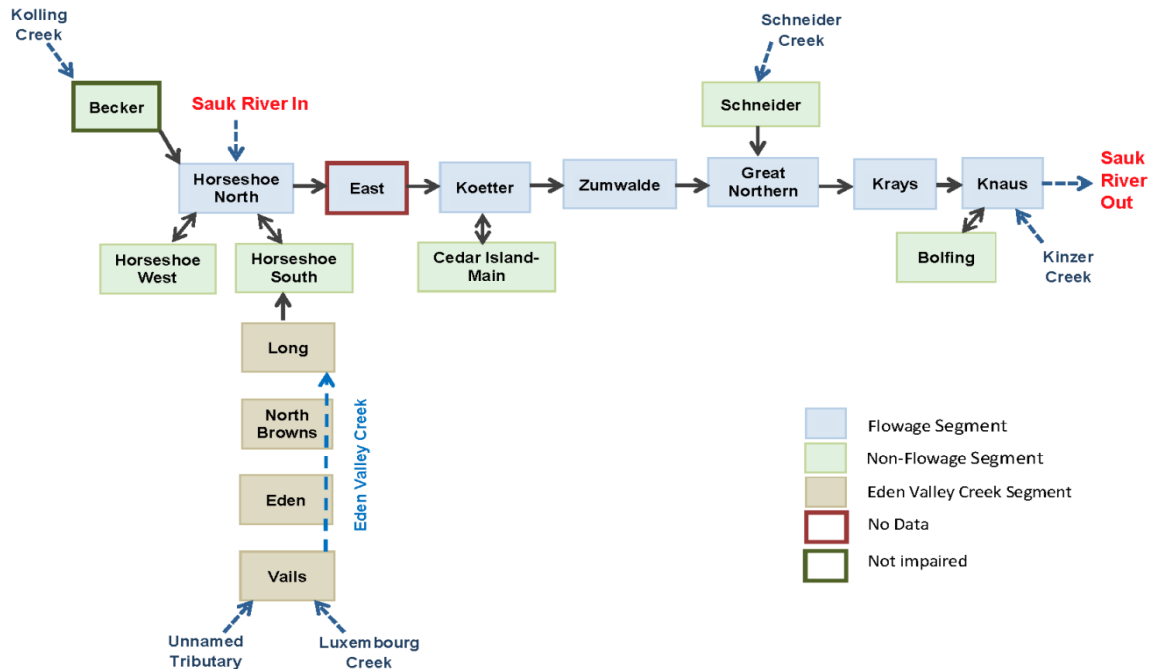 Kolling
Creek
Schneider
Creek
Becker
Sauk River In
Schneider
Horseshoe
North
East
Koetter
Zumwalde
Great
Northern
Krays
Knaus
Sauk
River
Out
Horseshoe
West
Horseshoe
South
Cedar Island-
Main
Bolfing
Kinzer
Creek
Long
North
Browns
Eden Valley Creek
Eden
Vails
Unnamed
Tributary
Luxembourg
Creek
Flowage Segment
Non-Flowage Segment
Eden Valley Creek Segment
No Data
Not impaired